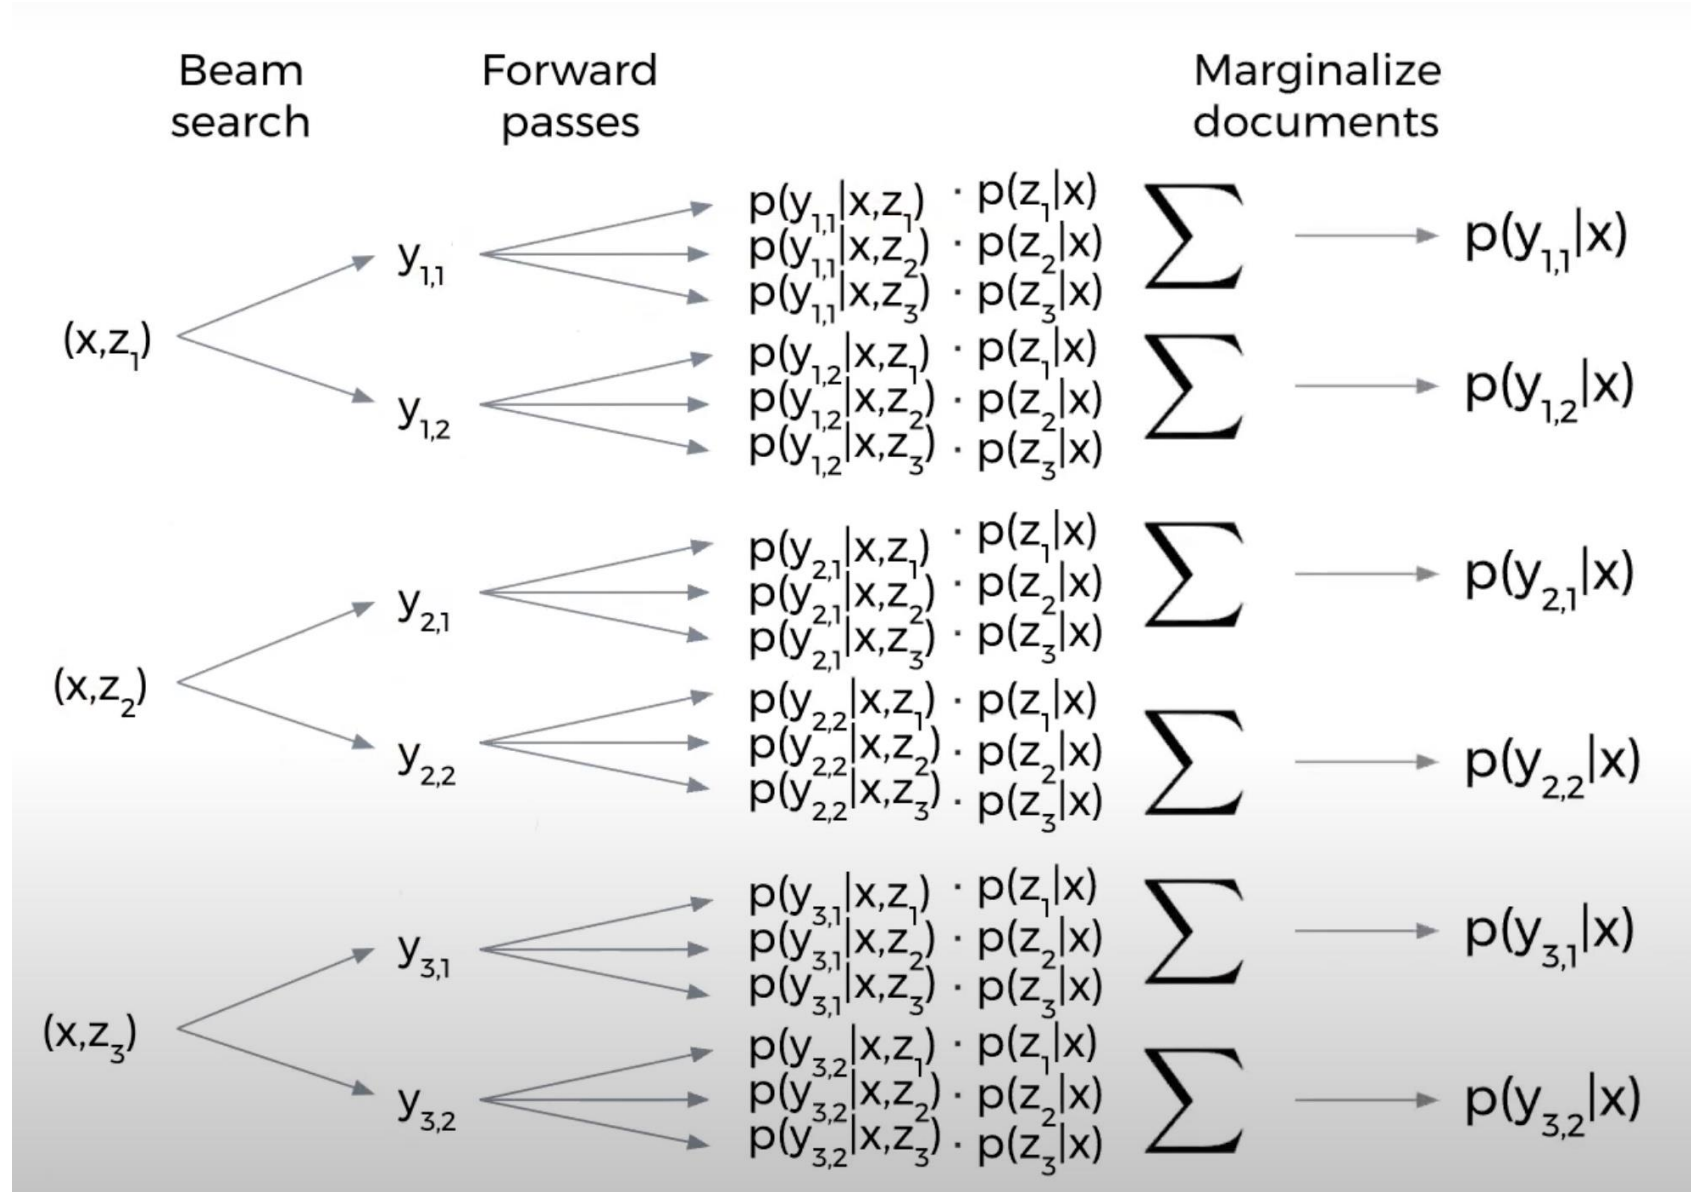 Beam search
Forward passes
Marginalize documents
(x,z₁)
y₁,₁
p(y₁,₁|x,z₁) · p(z₁|x)
p(y₁,₁|x,z₂) · p(z₂|x)
p(y₁,₁|x,z₃) · p(z₃|x)
∑
p(y₁,₁|x)
y₁,₂
p(y₁,₂|x,z₁) · p(z₁|x)
p(y₁,₂|x,z₂) · p(z₂|x)
p(y₁,₂|x,z₃) · p(z₃|x)
∑
p(y₁,₂|x)
(x,z₂)
y₂,₁
p(y₂,₁|x,z₁) · p(z₁|x)
p(y₂,₁|x,z₂) · p(z₂|x)
p(y₂,₁|x,z₃) · p(z₃|x)
∑
p(y₂,₁|x)
y₂,₂
p(y₂,₂|x,z₁) · p(z₁|x)
p(y₂,₂|x,z₂) · p(z₂|x)
p(y₂,₂|x,z₃) · p(z₃|x)
∑
p(y₂,₂|x)
(x,z₃)
y₃,₁
p(y₃,₁|x,z₁) · p(z₁|x)
p(y₃,₁|x,z₂) · p(z₂|x)
p(y₃,₁|x,z₃) · p(z₃|x)
∑
p(y₃,₁|x)
y₃,₂
p(y₃,₂|x,z₁) · p(z₁|x)
p(y₃,₂|x,z₂) · p(z₂|x)
p(y₃,₂|x,z₃) · p(z₃|x)
∑
p(y₃,₂|x)